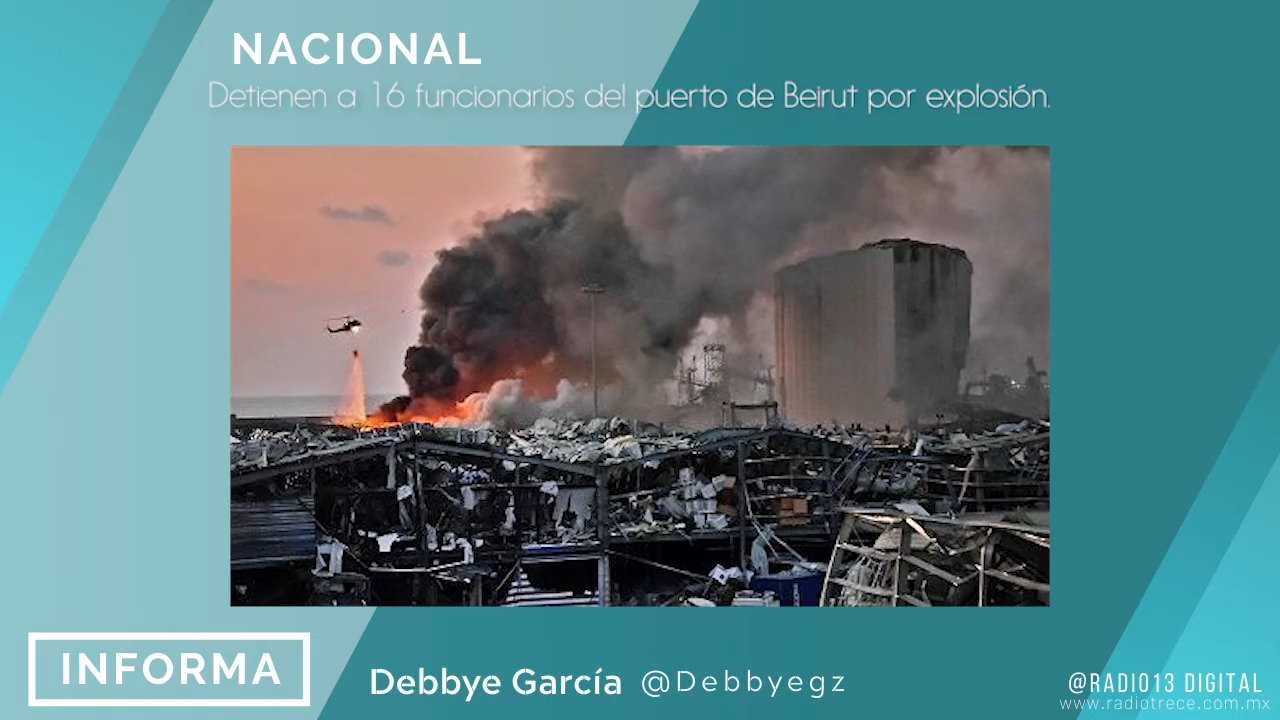 NACIONAL
Detienen a 16 funcionarios del puerto de Beirut por explosión.
INFORMA
Debbye García @Debbyegz
@RADIO13 DIGITAL
www.radiotrece.com.mx